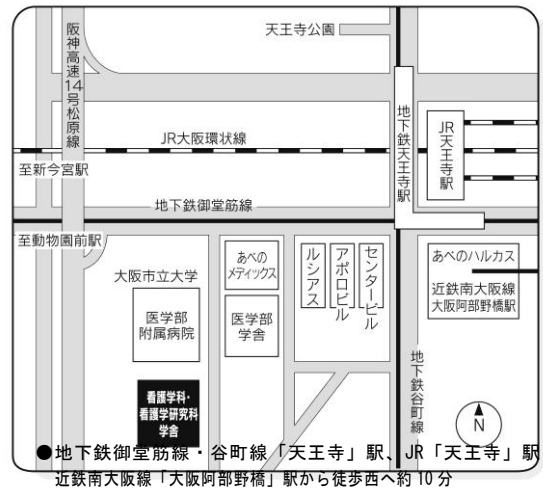 阪神高速14号松原線
天王寺公園
地下鉄天王寺駅
JR天王寺駅
JR大阪環状線
至新今宮駅
地下鉄御堂筋線
至動物園前駅
大阪市立大学
医学部
附属病院
あべの
メディックス
医学部
学舎
ルシアス
アポロビル
センタービル
あべのハルカス
近鉄南大阪線
大阪阿部野橋駅
地下鉄谷町線
看護学科・
看護学研究科
学舎
N
●地下鉄御堂筋線・谷町線「天王寺」駅、JR「天王寺」駅
近鉄南大阪線「大阪阿部野橋」駅から徒歩西へ約10分